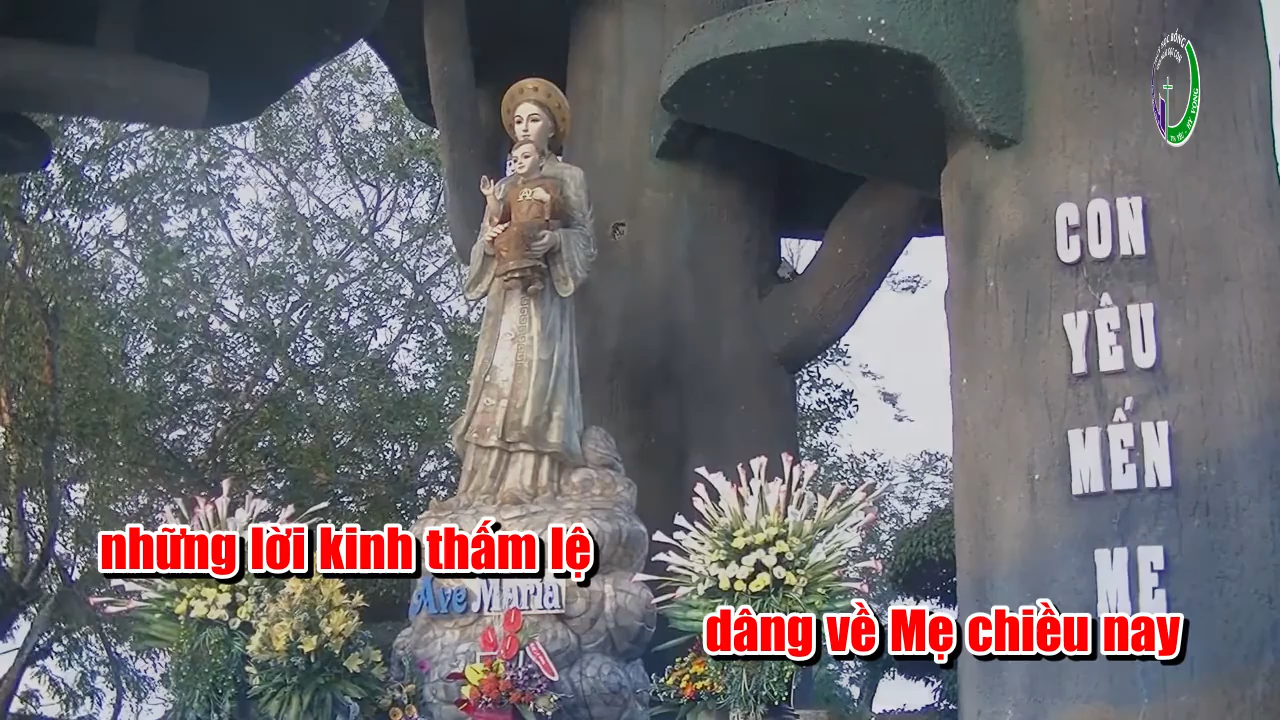 CON
YÊU
MẾN
MẸ
những lời kinh thấm lệ
Ave Maria
dâng về Mẹ chiều nay